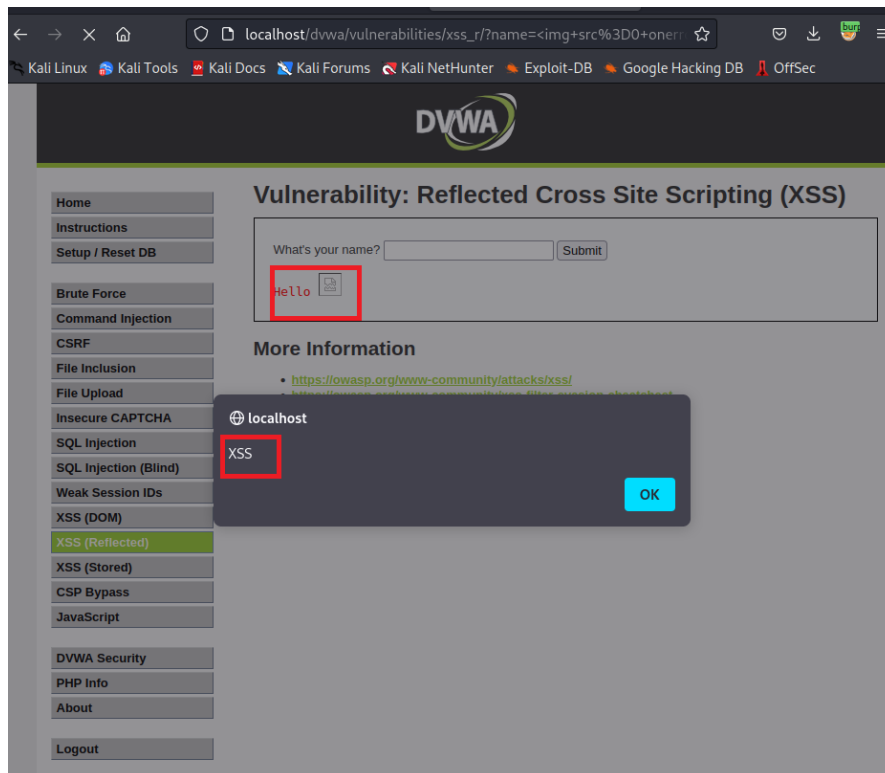 localhost/dvwa/vulnerabilities/xss_r/?name=<img+src%3D0+onerr
burp
Kali Linux Kali Tools Kali Docs Kali Forums Kali NetHunter Exploit-DB Google Hacking DB OffSec
DVWA
Home
Instructions
Setup / Reset DB
Brute Force
Command Injection
CSRF
File Inclusion
File Upload
Insecure CAPTCHA
SQL Injection
SQL Injection (Blind)
Weak Session IDs
XSS (DOM)
XSS (Reflected)
XSS (Stored)
CSP Bypass
JavaScript
DVWA Security
PHP Info
About
Logout
Vulnerability: Reflected Cross Site Scripting (XSS)
What's your name? Submit
Hello
More Information
https://owasp.org/www-community/attacks/xss/
localhost
XSS
OK